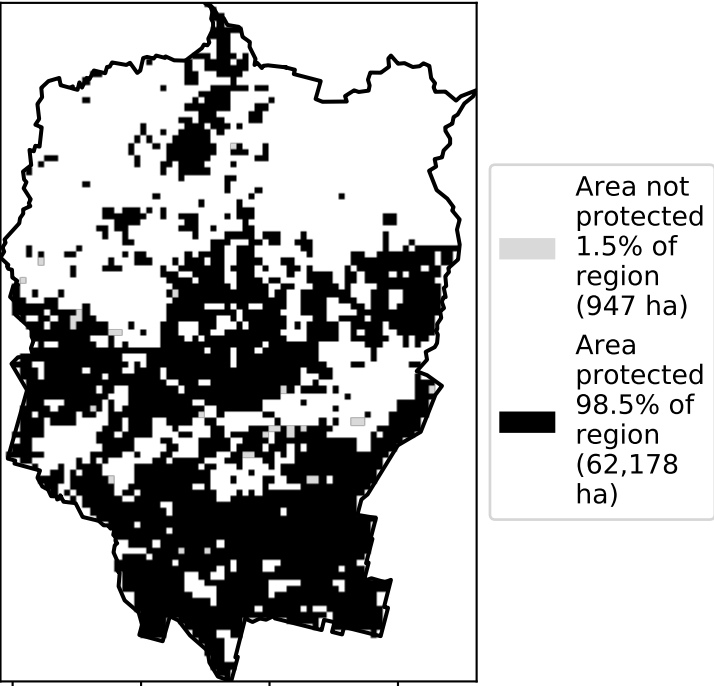 Area not
protected
1.5% of
region
(947 ha)
Area
protected
98.5% of
region
(62,178
ha)